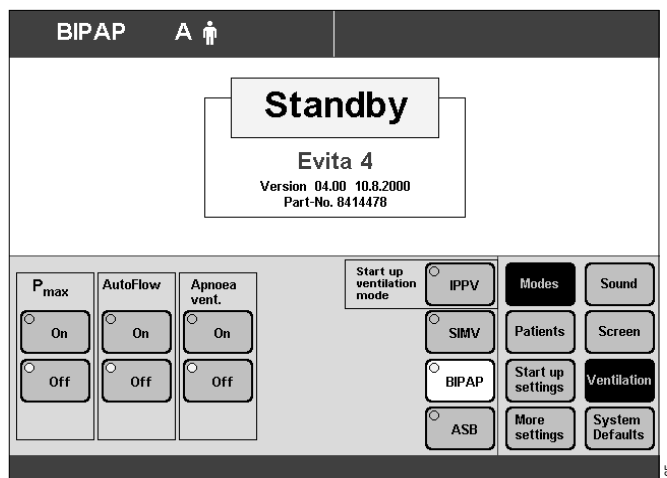 BIPAP A
Standby
Evita 4
Version 04.00 10.8.2000
Part-No. 8414478
Pmax
On
Off
AutoFlow
On
Off
Apnoea
vent.
On
Off
Start up
ventilation
mode
IPPV
SIMV
BIPAP
ASB
Modes
Patients
Start up
settings
More
settings
Sound
Screen
Ventilation
System
Defaults